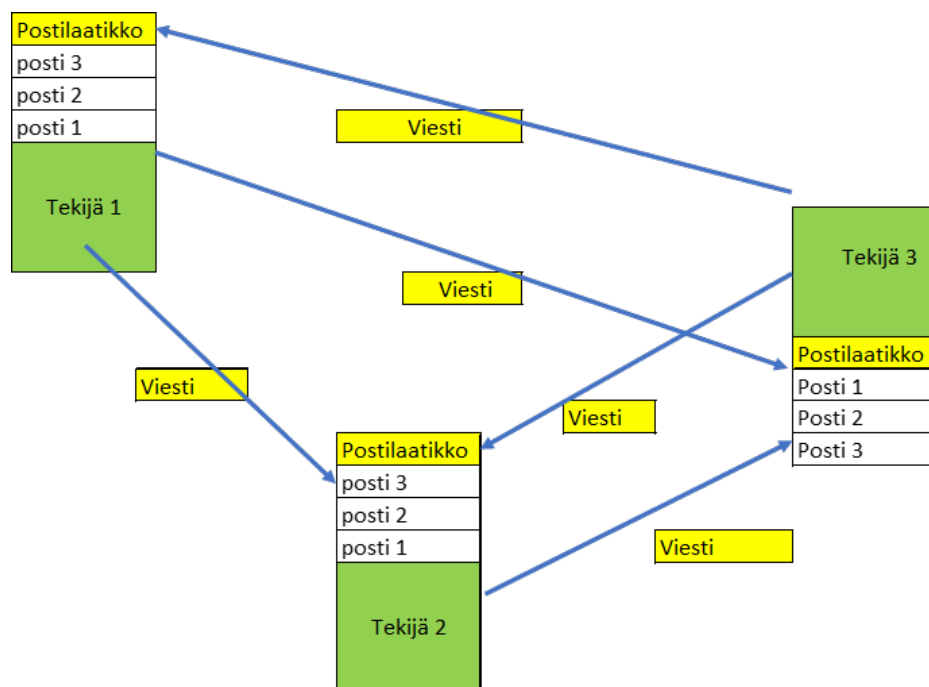 Postilaatikko
posti 3
posti 2
posti 1
Tekijä 1
Viesti
Viesti
Viesti
Tekijä 3
Postilaatikko
Posti 1
Posti 2
Posti 3
Viesti
Postilaatikko
posti 3
posti 2
posti 1
Tekijä 2
Viesti